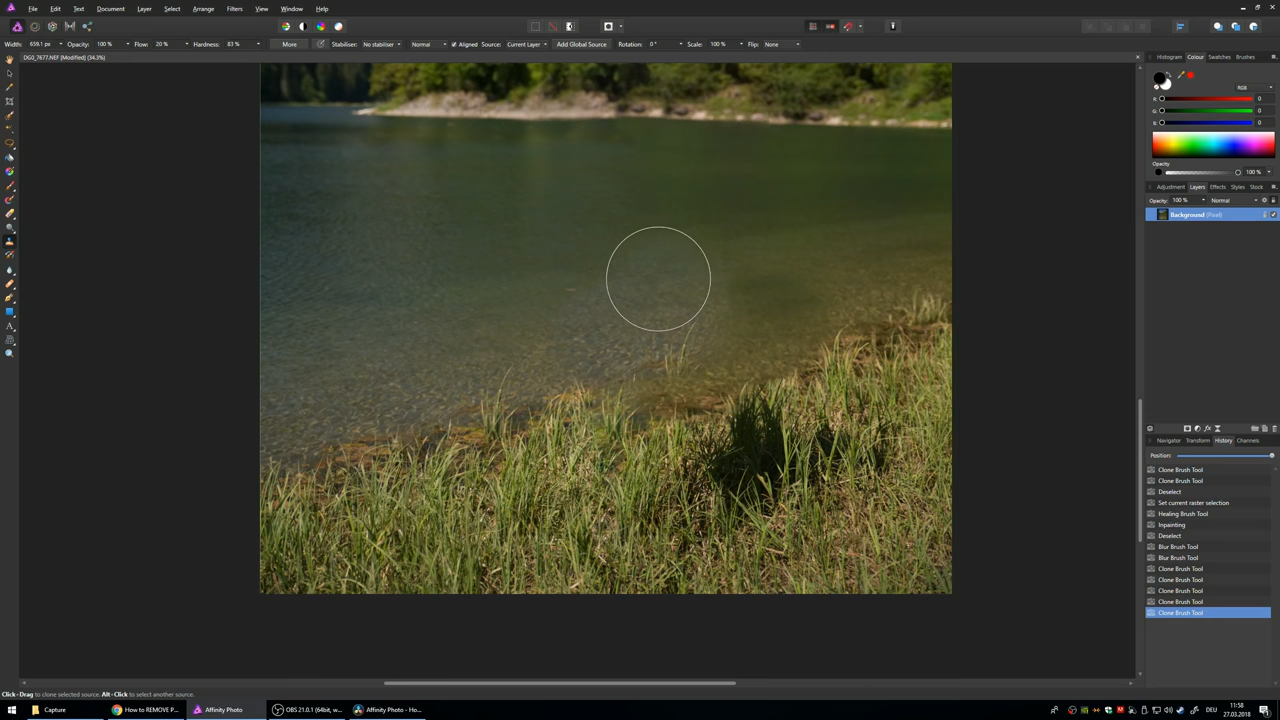 File Edit Text Document Layer Select Arrange Filters View Window Help
Width: 659.1 px Opacity: 100 % Flow: 20 % Hardness: 83 % More Stabiliser: No stabiliser Normal Aligned Source: Current Layer Add Global Source Rotation: 0 ° Scale: 100 % Flip: None
DG0_7677.NEF [Modified] (34.3%)
Histogram Colour Swatches Brushes
RGB
R: 0
G: 0
B: 0
Opacity
100 %
Adjustment Layers Effects Styles Stock
Opacity: 100 % Normal
Background (Pixel)
Navigator Transform History Channels
Position:
Clone Brush Tool
Clone Brush Tool
Deselect
Set current raster selection
Healing Brush Tool
Inpainting
Deselect
Blur Brush Tool
Blur Brush Tool
Clone Brush Tool
Clone Brush Tool
Clone Brush Tool
Clone Brush Tool
Clone Brush Tool
Click+Drag to clone selected source. Alt+Click to select another source.
Capture How to REMOVE P... Affinity Photo OBS 21.0.1 (64bit, w... Affinity Photo - Ho...
DEU
11:58
27.03.2018